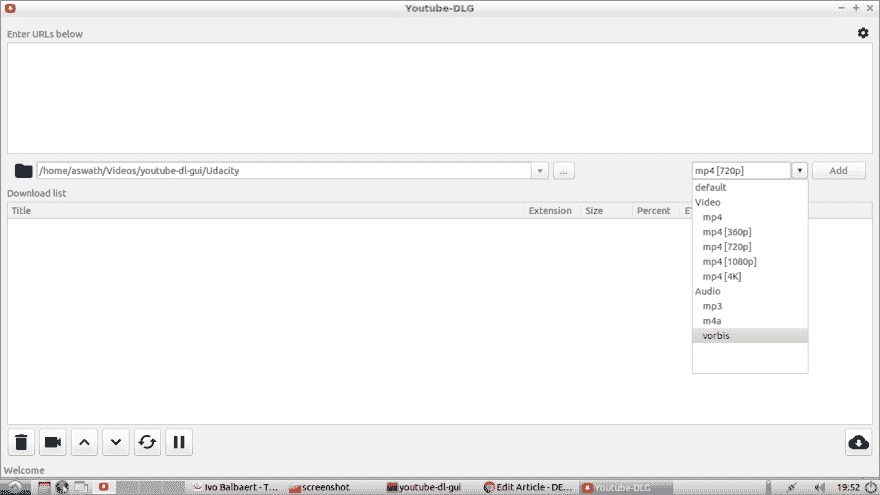 Youtube-DLG
Enter URLs below
/home/aswath/Videos/youtube-dl-gui/Udacity
...
mp4 [720p]
Add
Download list
Title Extension Size Percent
default
Video
mp4
mp4 [360p]
mp4 [720p]
mp4 [1080p]
mp4 [4K]
Audio
mp3
m4a
vorbis
Welcome
Ivo Balbaert - T... screenshot youtube-dl-gui Edit Article - DE... Youtube-DLG 19:52